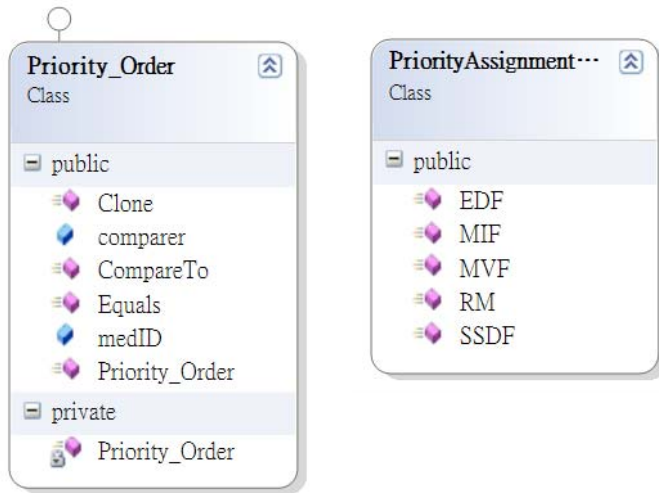 Priority_Order
Class
public
Clone
comparer
CompareTo
Equals
medID
Priority_Order
private
Priority_Order
PriorityAssignment⋯
Class
public
EDF
MIF
MVF
RM
SSDF